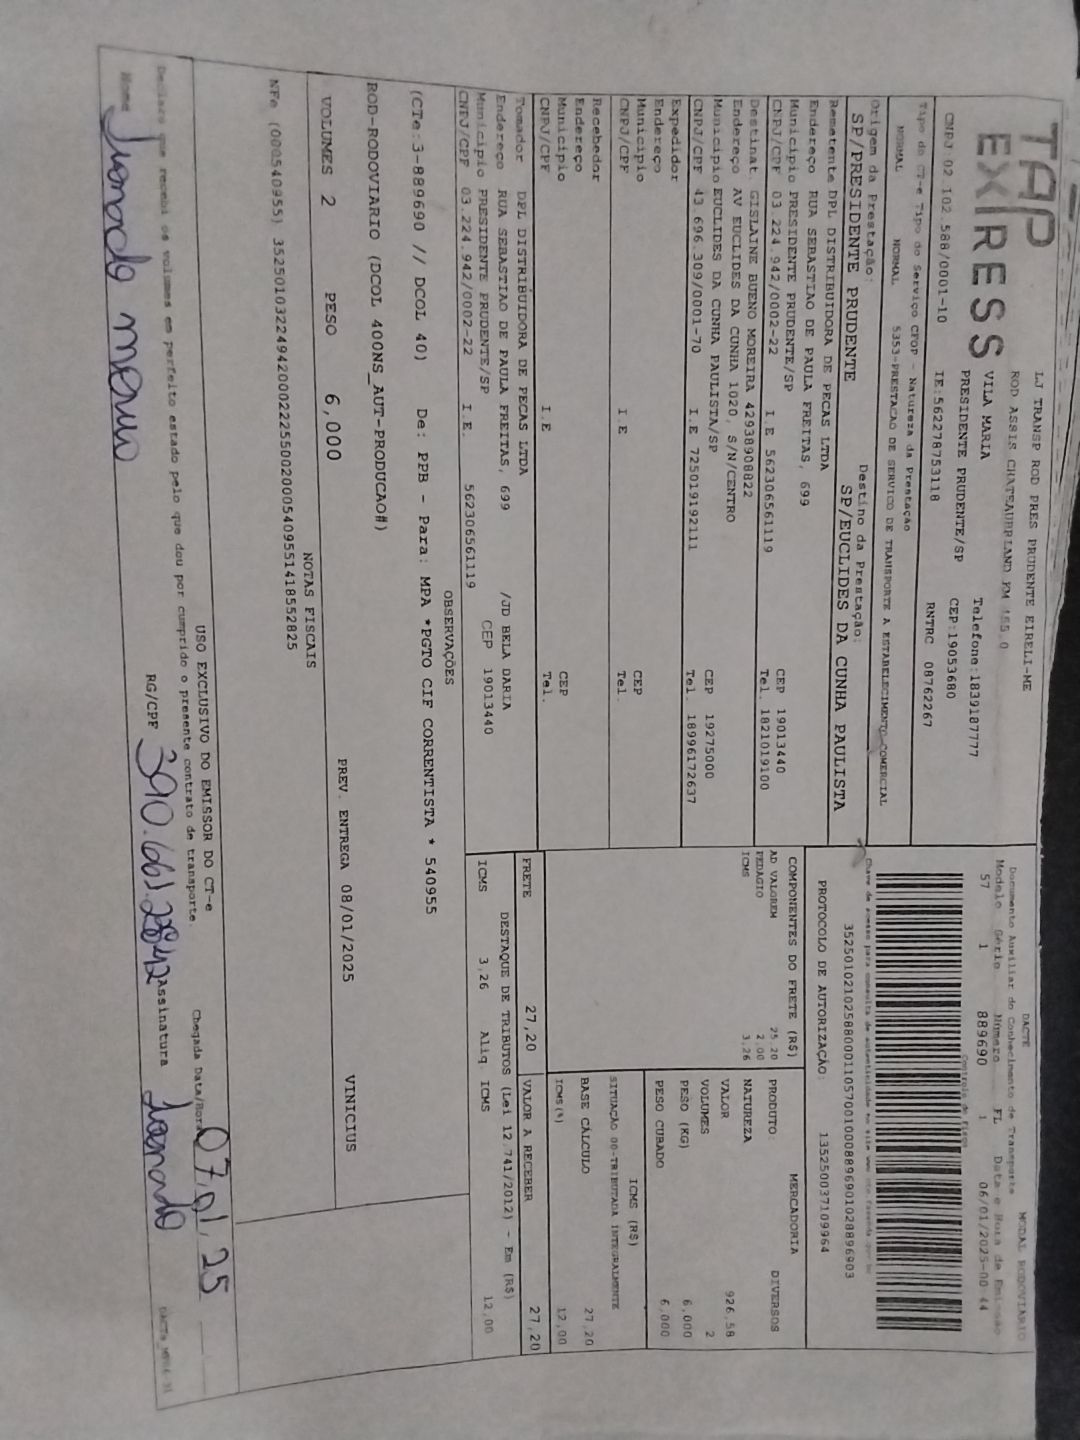 TAP
EXPRESS
LJ TRANSP ROD PRES PRUDENTE EIRELI-ME
ROD ASSIS CHATEAUBRIAND KM 455.0
VILA MARIA Telefone:1839187777
PRESIDENTE PRUDENTE/SP CEP:19053680
CNPJ 02.102.588/0001-10 IE:562278753118 RNTRC 08762267
Tipo do CT-e Tipo do Serviço CFOP - Natureza da Prestação
NORMAL NORMAL 5353-PRESTACAO DE SERVICO DE TRANSPORTE A ESTABELECIMENTO COMERCIAL
Origem da Prestação: Destino da Prestação:
SP/PRESIDENTE PRUDENTE SP/EUCLIDES DA CUNHA PAULISTA
Remetente DPL DISTRIBUIDORA DE PECAS LTDA
Endereço RUA SEBASTIAO DE PAULA FREITAS, 699
Municipio PRESIDENTE PRUDENTE/SP CEP 19013440
CNPJ/CPF 03.224.942/0002-22 I.E 562306561119 Tel. 1821019100
Destinat. GISLAINE BUENO MOREIRA 42938908822
Endereço AV EUCLIDES DA CUNHA 1020, S/N/CENTRO
Municipio EUCLIDES DA CUNHA PAULISTA/SP CEP 19275000
CNPJ/CPF 43.696.309/0001-70 I.E 725019192111 Tel. 18996172637
Expedidor
Endereço
Municipio CEP
CNPJ/CPF I.E Tel.
Recebedor
Endereço
Municipio CEP
CNPJ/CPF I.E Tel.
Tomador DPL DISTRIBUIDORA DE PECAS LTDA
Endereço RUA SEBASTIAO DE PAULA FREITAS, 699 /JD BELA DARIA
Municipio PRESIDENTE PRUDENTE/SP CEP 19013440
CNPJ/CPF 03.224.942/0002-22 I.E. 562306561119
DACTE MODAL RODOVIARIO
Documento Auxiliar do Conhecimento de Transporte
Modelo Série Número FL Data e Hora de Emissão
57 1 889690 1 06/01/2025-00:44
Controle do Fisco
35250102102588000110570010008896901028896903
PROTOCOLO DE AUTORIZAÇÃO: 135250037109964
COMPONENTES DO FRETE (R$)
AD VALOREM 25,20
PEDAGIO 2,00
ICMS 3,26
MERCADORIA
PRODUTO: DIVERSOS
NATUREZA
VALOR 926,58
VOLUMES 2
PESO (KG) 6,000
PESO CUBADO 6,000
ICMS (R$)
SITUAÇÃO 00-TRIBUTADA INTEGRALMENTE
BASE CÁLCULO 27,20
ICMS(%) 12,00
FRETE 27,20 VALOR A RECEBER 27,20
DESTAQUE DE TRIBUTOS (Lei 12.741/2012) - Em (R$)
ICMS 3,26 Aliq. ICMS 12,00
OBSERVAÇÕES
(CTe:3-889690 // DCOL 40) De: PPB - Para: MPA *PGTO CIF CORRENTISTA * 540955
ROD-RODOVIARIO (DCOL 400NS_AUT-PRODUCAO#)
VOLUMES 2 PESO 6,000 PREV. ENTREGA 08/01/2025 VINICIUS
NOTAS FISCAIS
NFe (000540955)
USO EXCLUSIVO DO EMISSOR DO CT-e
Chegada Data/Hora 07,01,25
Declaro que recebi os volumes em perfeito estado pelo que dou por cumprido o presente contrato de transporte.
Nome RG/CPF Assinatura